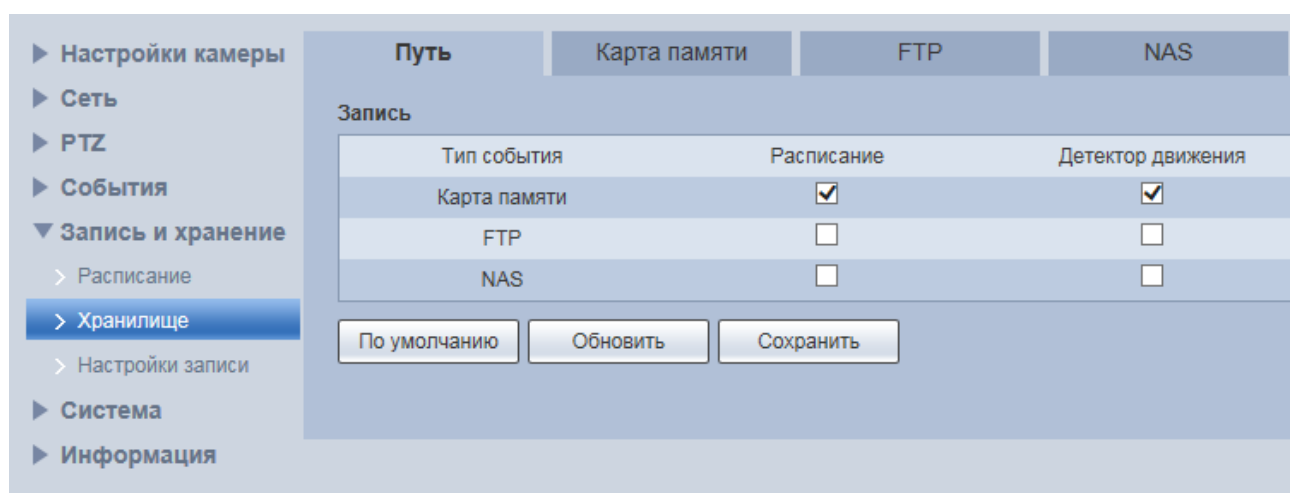 Настройки камеры
Сеть
PTZ
События
Запись и хранение
Расписание
Хранилище
Настройки записи
Система
Информация
Путь Карта памяти FTP NAS
Запись
Тип события Расписание Детектор движения
Карта памяти
FTP
NAS
По умолчанию Обновить Сохранить